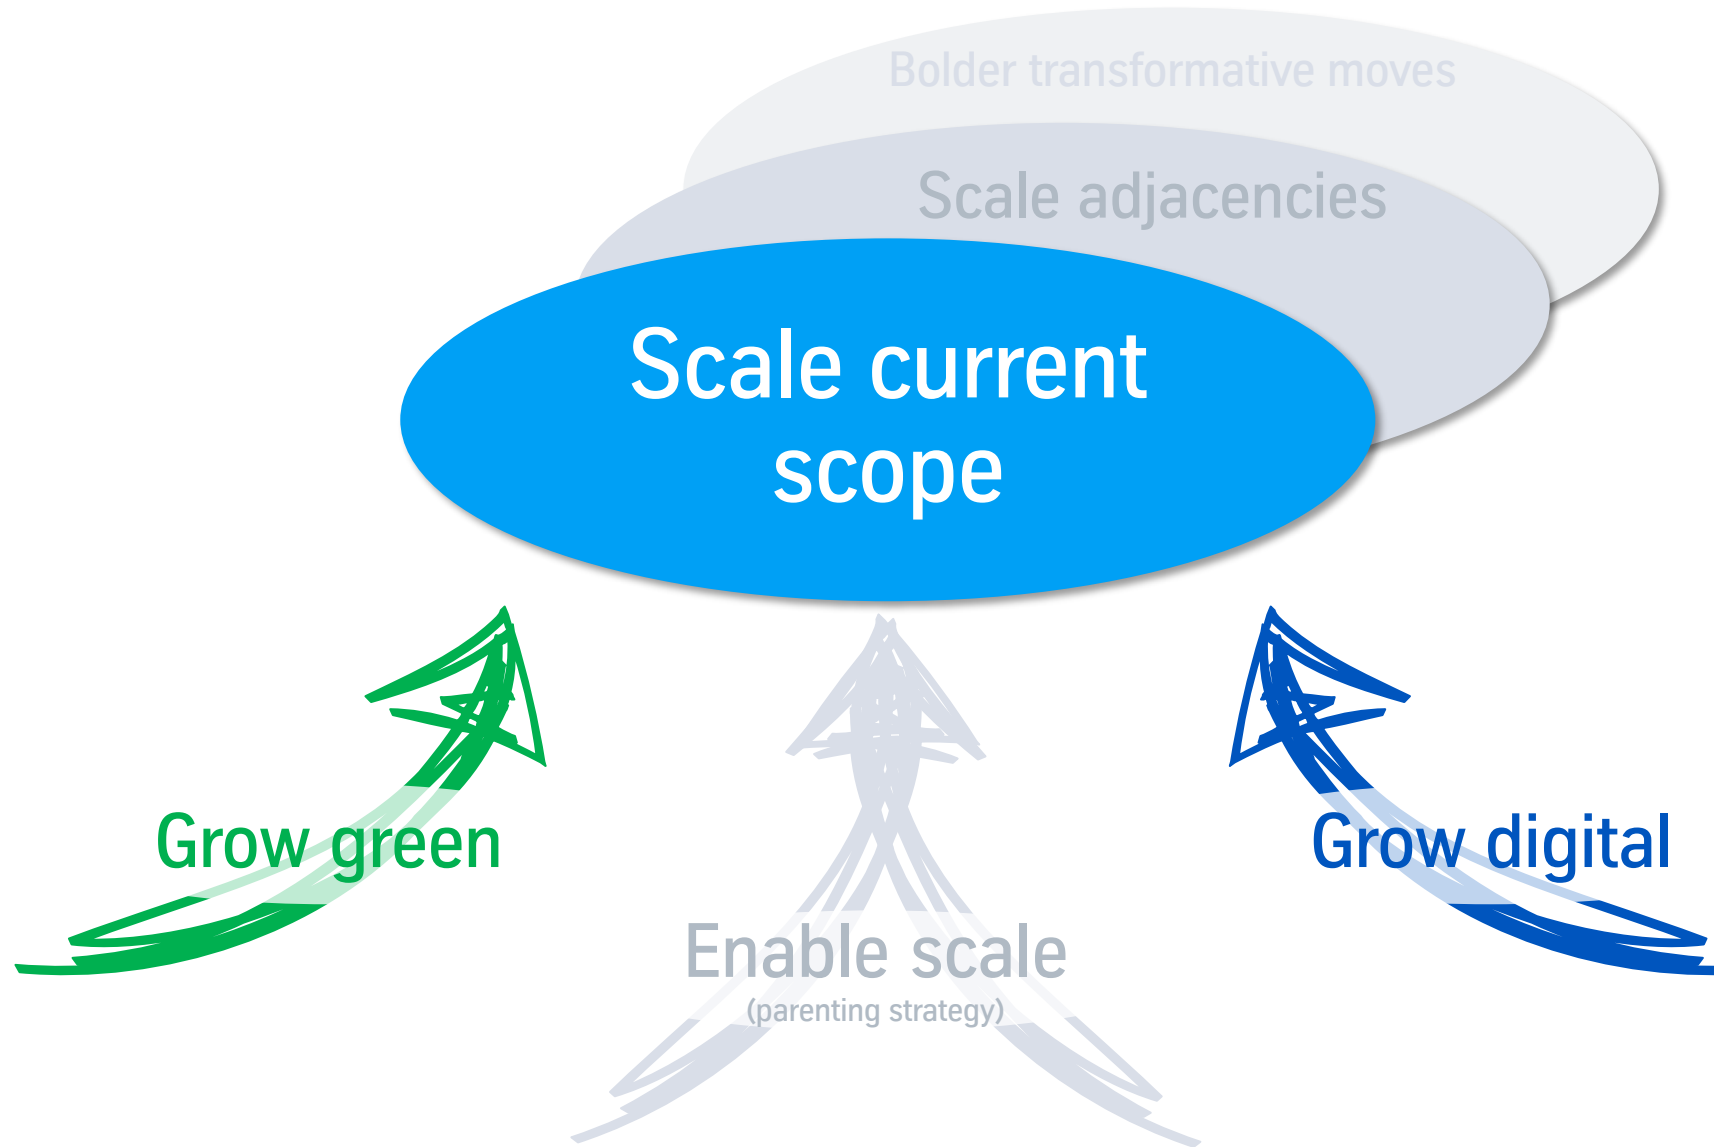 Bolder transformative moves
Scale adjacencies
Scale current
scope
Grow green
Grow digital
Enable scale
(parenting strategy)